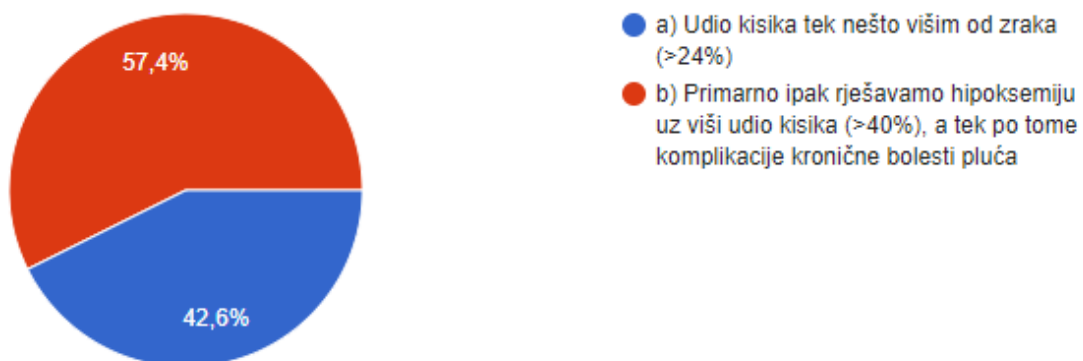 57,4%
42,6%
a) Udio kisika tek nešto višim od zraka
(>24%)
b) Primarno ipak rješavamo hipoksemiju
uz viši udio kisika (>40%), a tek po tome
komplikacije kronične bolesti pluća